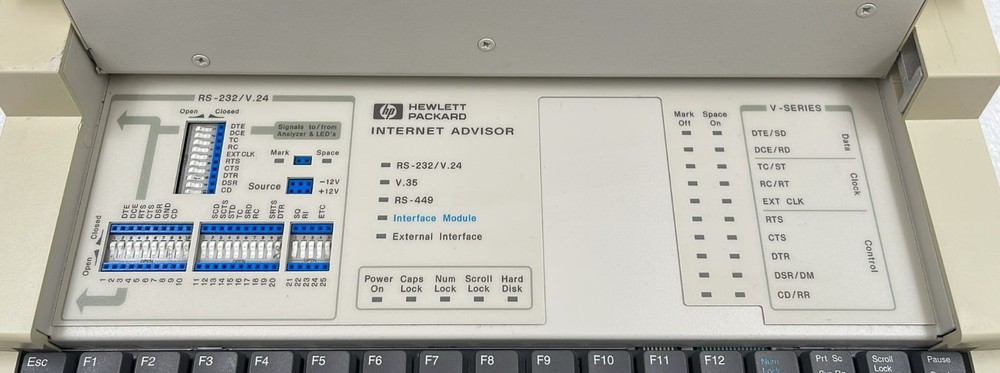 RS-232/V.24
Open Closed
DTE
DCE
TC
RC
EXT CLK
RTS
CTS
DTR
DSR
CD
Signals to/from
Analyzer & LED's
Mark Space
Source -12V
+12V
Closed
Open
DTE
DCE
RTS
CTS
DSR
GND
CD
SCD
SCTS
STD
TC
SRD
RC
SRTS
DTR
SQ
RI
ETC
1 2 3 4 5 6 7 8 9 10
11 12 13 14 15 16 17 18 19 20
21 22 23 24 25
hp HEWLETT
PACKARD
INTERNET ADVISOR
RS-232/V.24
V.35
RS-449
Interface Module
External Interface
Power
On
Caps
Lock
Num
Lock
Scroll
Lock
Hard
Disk
Mark
Off
Space
On
V-SERIES
DTE/SD
DCE/RD
Data
TC/ST
RC/RT
EXT CLK
Clock
RTS
CTS
DTR
DSR/DM
CD/RR
Control
Esc F1 F2 F3 F4 F5 F6 F7 F8 F9 F10 F11 F12
Num
Lock
Prt Sc
Scroll
Lock
Pause